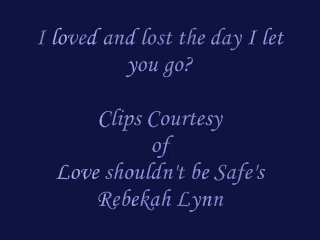 I loved and lost the day I let
you go?
Clips Courtesy
of
Love shouldn't be Safe's
Rebekah Lynn